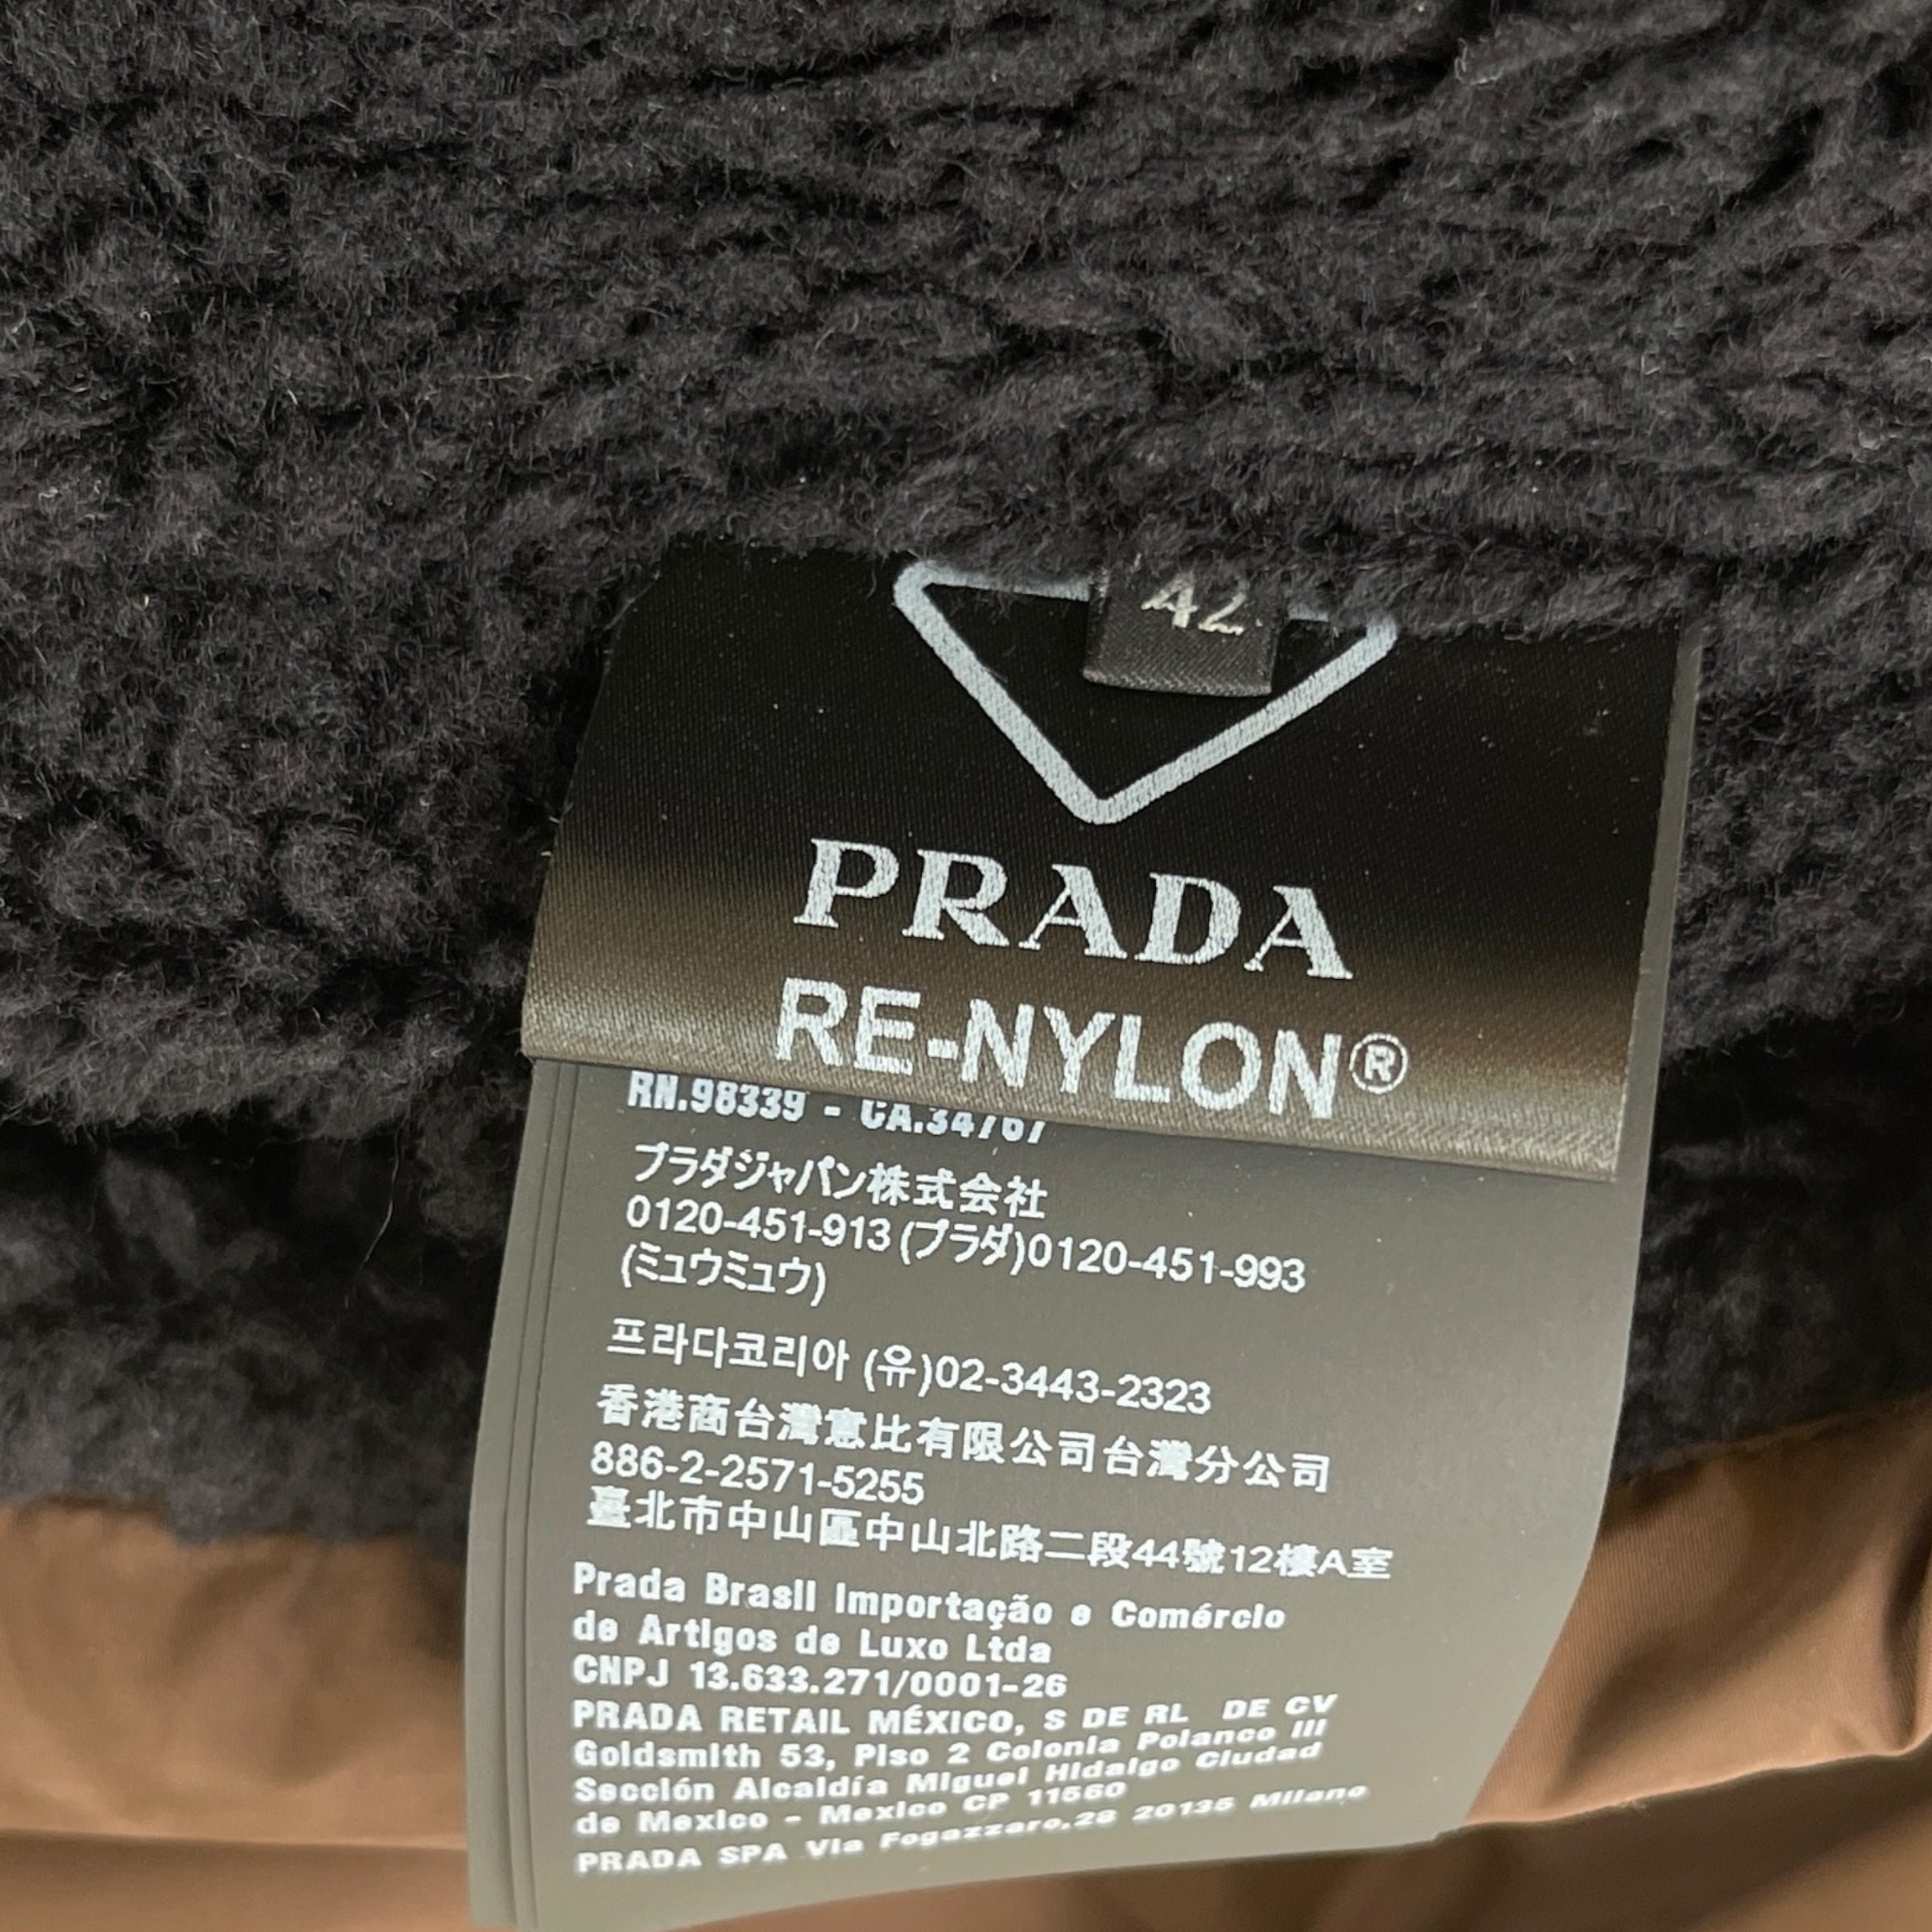 42
PRADA
RE-NYLON®
RN.98339 - CA.34767
プラダジャパン株式会社
0120-451-913 (プラダ)0120-451-993
(ミュウミュウ)
프라다코리아 (유)02-3443-2323
香港商台灣意比有限公司台灣分公司
886-2-2571-5255
臺北市中山區中山北路二段44號12樓A室
Prada Brasil Importação e Comércio
de Artigos de Luxo Ltda
CNPJ 13.633.271/0001-26
PRADA RETAIL MÉXICO, S DE RL DE CV
Goldsmith 53, Piso 2 Colonia Polanco III
Sección Alcaldía Miguel Hidalgo Ciudad
de Mexico - Mexico CP 11560
PRADA SPA Via Fogazzaro,28 20135 Milano